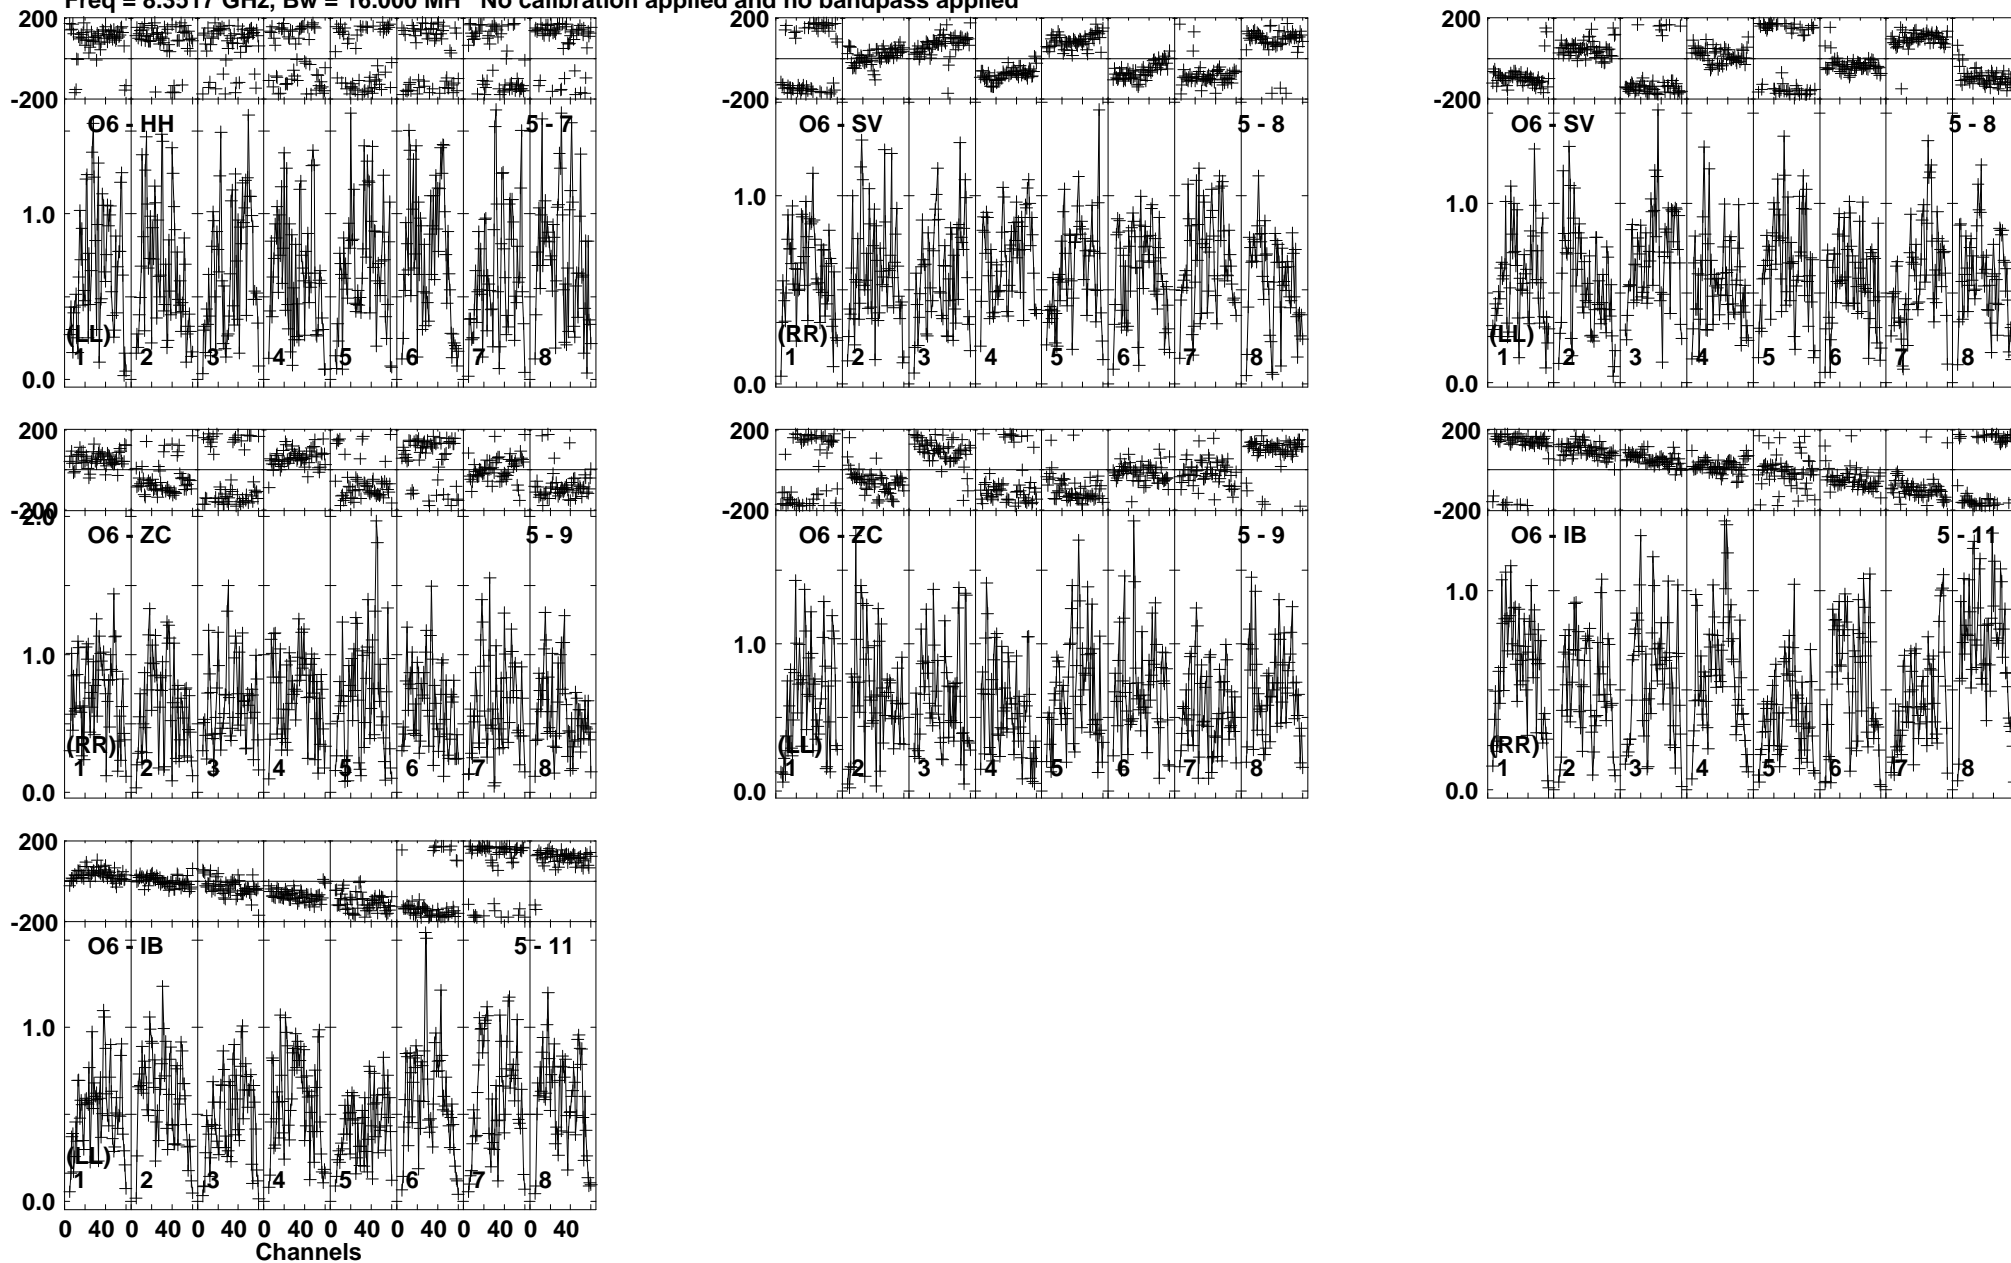 Freq = 8.3517 GHz, Bw = 16.000 MH No calibration applied and no bandpass applied
200 200 200
-200 -200 -200
O6 - HH 5 - 7 O6 - SV 5 - 8 O6 - SV 5 - 8
1.0 1.0 1.0
(LL) (RR) (LL)
1 2 3 4 5 6 7 8 1 2 3 4 5 6 7 8 1 2 3 4 5 6 7 8
0.0 0.0 0.0
200 200 200
-200 -200 -200
2.0
O6 - ZC 5 - 9 O6 - ZC 5 - 9 O6 - IB 5 - 11
1.0 1.0 1.0
(RR) (LL) (RR)
1 2 3 4 5 6 7 8 1 2 3 4 5 6 7 8 1 2 3 4 5 6 7 8
0.0 0.0 0.0
200
-200
O6 - IB 5 - 11
1.0
(LL)
1 2 3 4 5 6 7 8
0.0
0 40 0 40 0 40 0 40 0 40 0 40 0 40 0 40
Channels